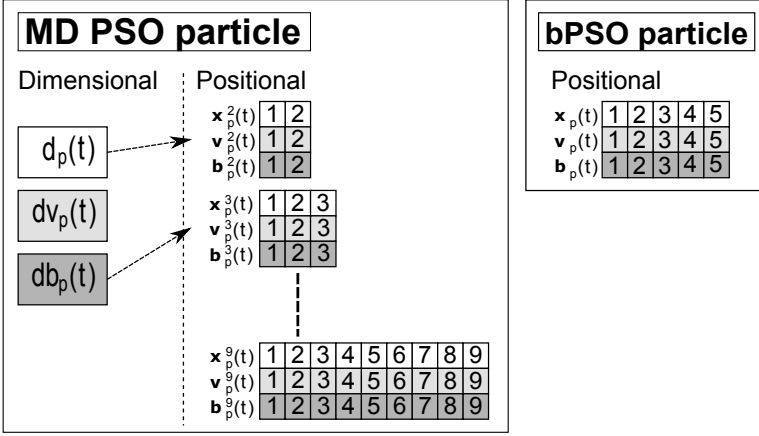 MD PSO particle
Dimensional
Positional
d_p(t)
dv_p(t)
db_p(t)
x_p^2(t) 1 2
v_p^2(t) 1 2
b_p^2(t) 1 2
x_p^3(t) 1 2 3
v_p^3(t) 1 2 3
b_p^3(t) 1 2 3
x_p^9(t) 1 2 3 4 5 6 7 8 9
v_p^9(t) 1 2 3 4 5 6 7 8 9
b_p^9(t) 1 2 3 4 5 6 7 8 9
bPSO particle
Positional
x_p(t) 1 2 3 4 5
v_p(t) 1 2 3 4 5
b_p(t) 1 2 3 4 5